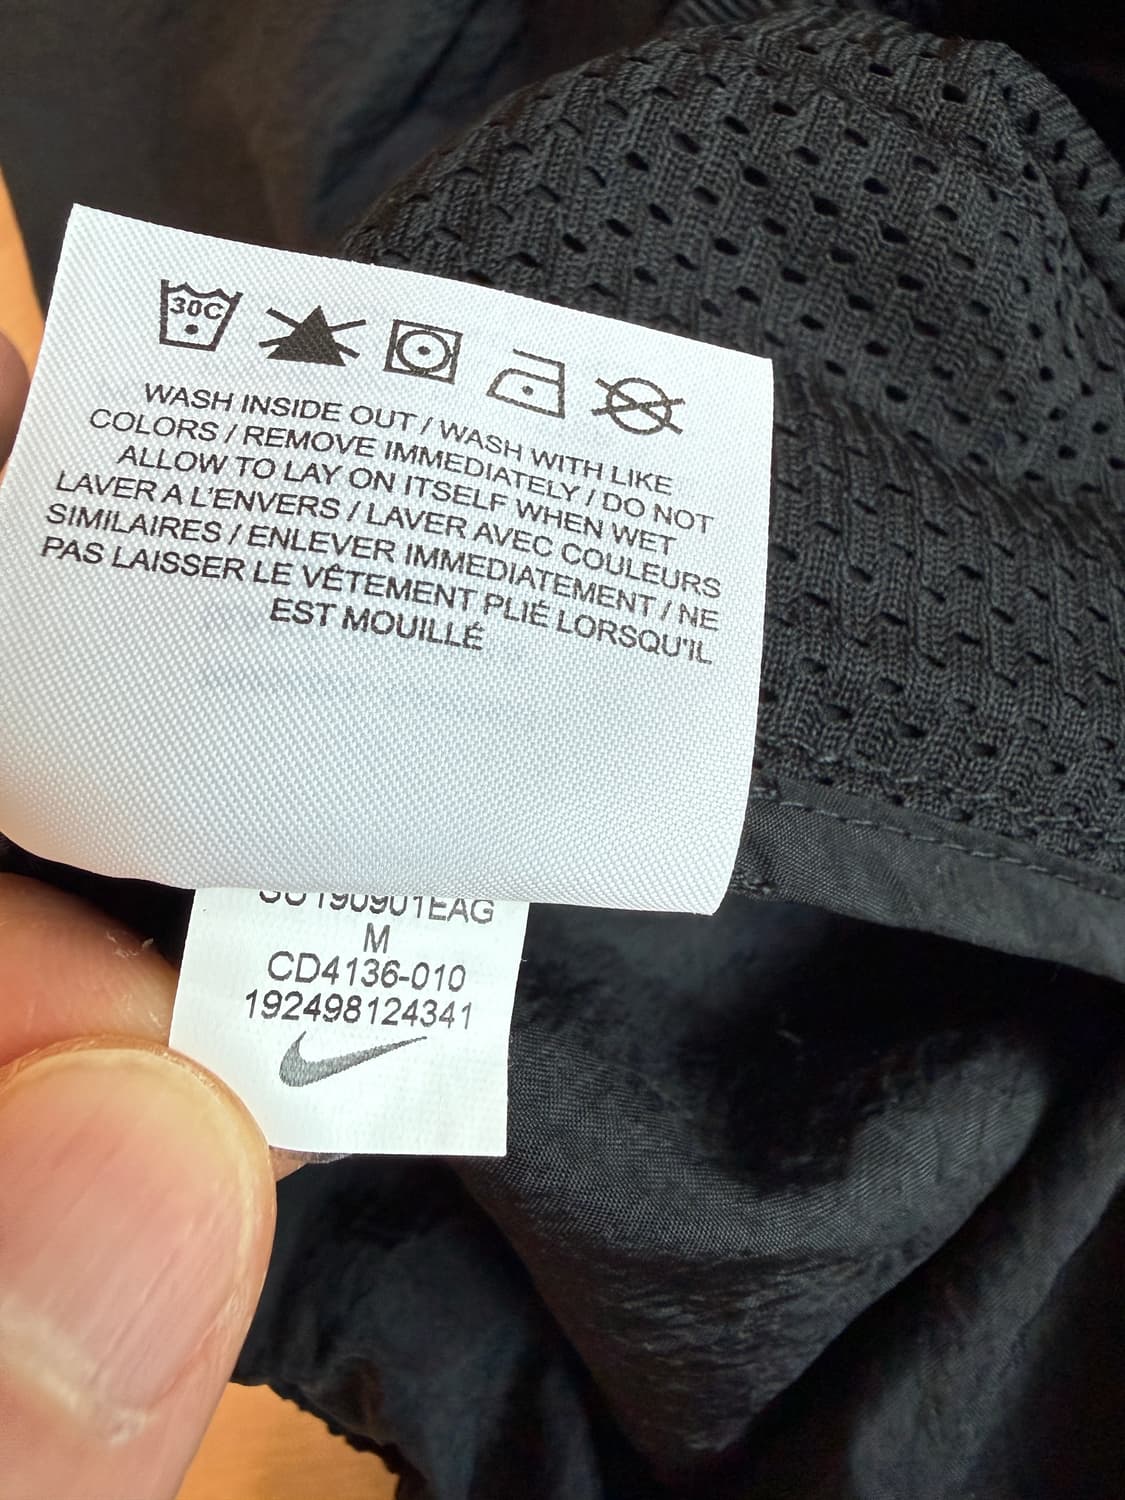 30C
WASH INSIDE OUT / WASH WITH LIKE
COLORS / REMOVE IMMEDIATELY / DO NOT
ALLOW TO LAY ON ITSELF WHEN WET
LAVER A L'ENVERS / LAVER AVEC COULEURS
SIMILAIRES / ENLEVER IMMEDIATEMENT / NE
PAS LAISSER LE VÊTEMENT PLIÉ LORSQU'IL
EST MOUILLÉ
M
CD4136-010
192498124341